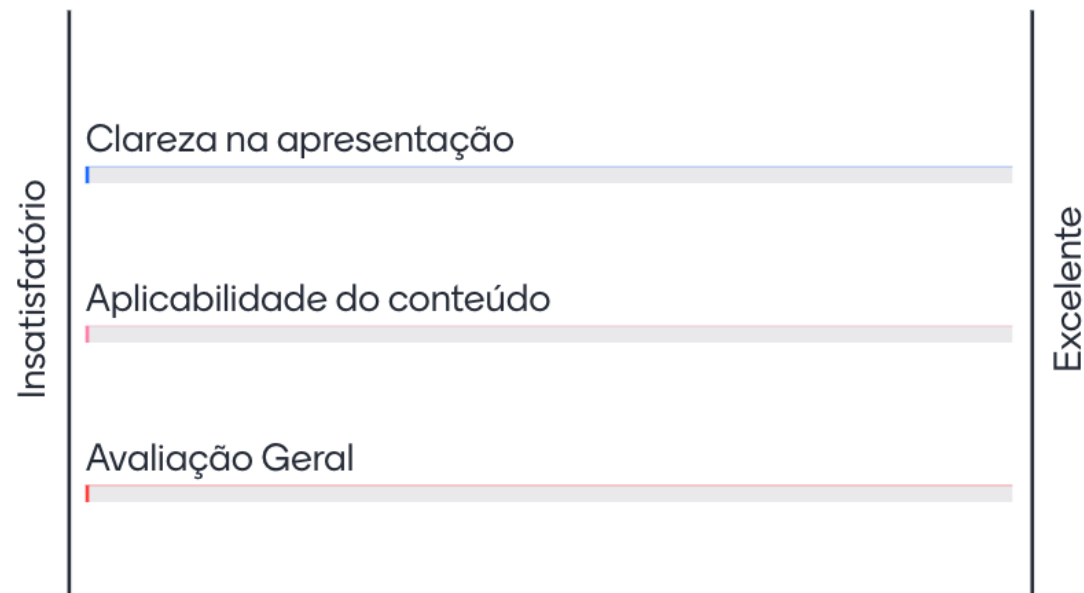 Insatisfatório
Clareza na apresentação
Aplicabilidade do conteúdo
Avaliação Geral
Excelente